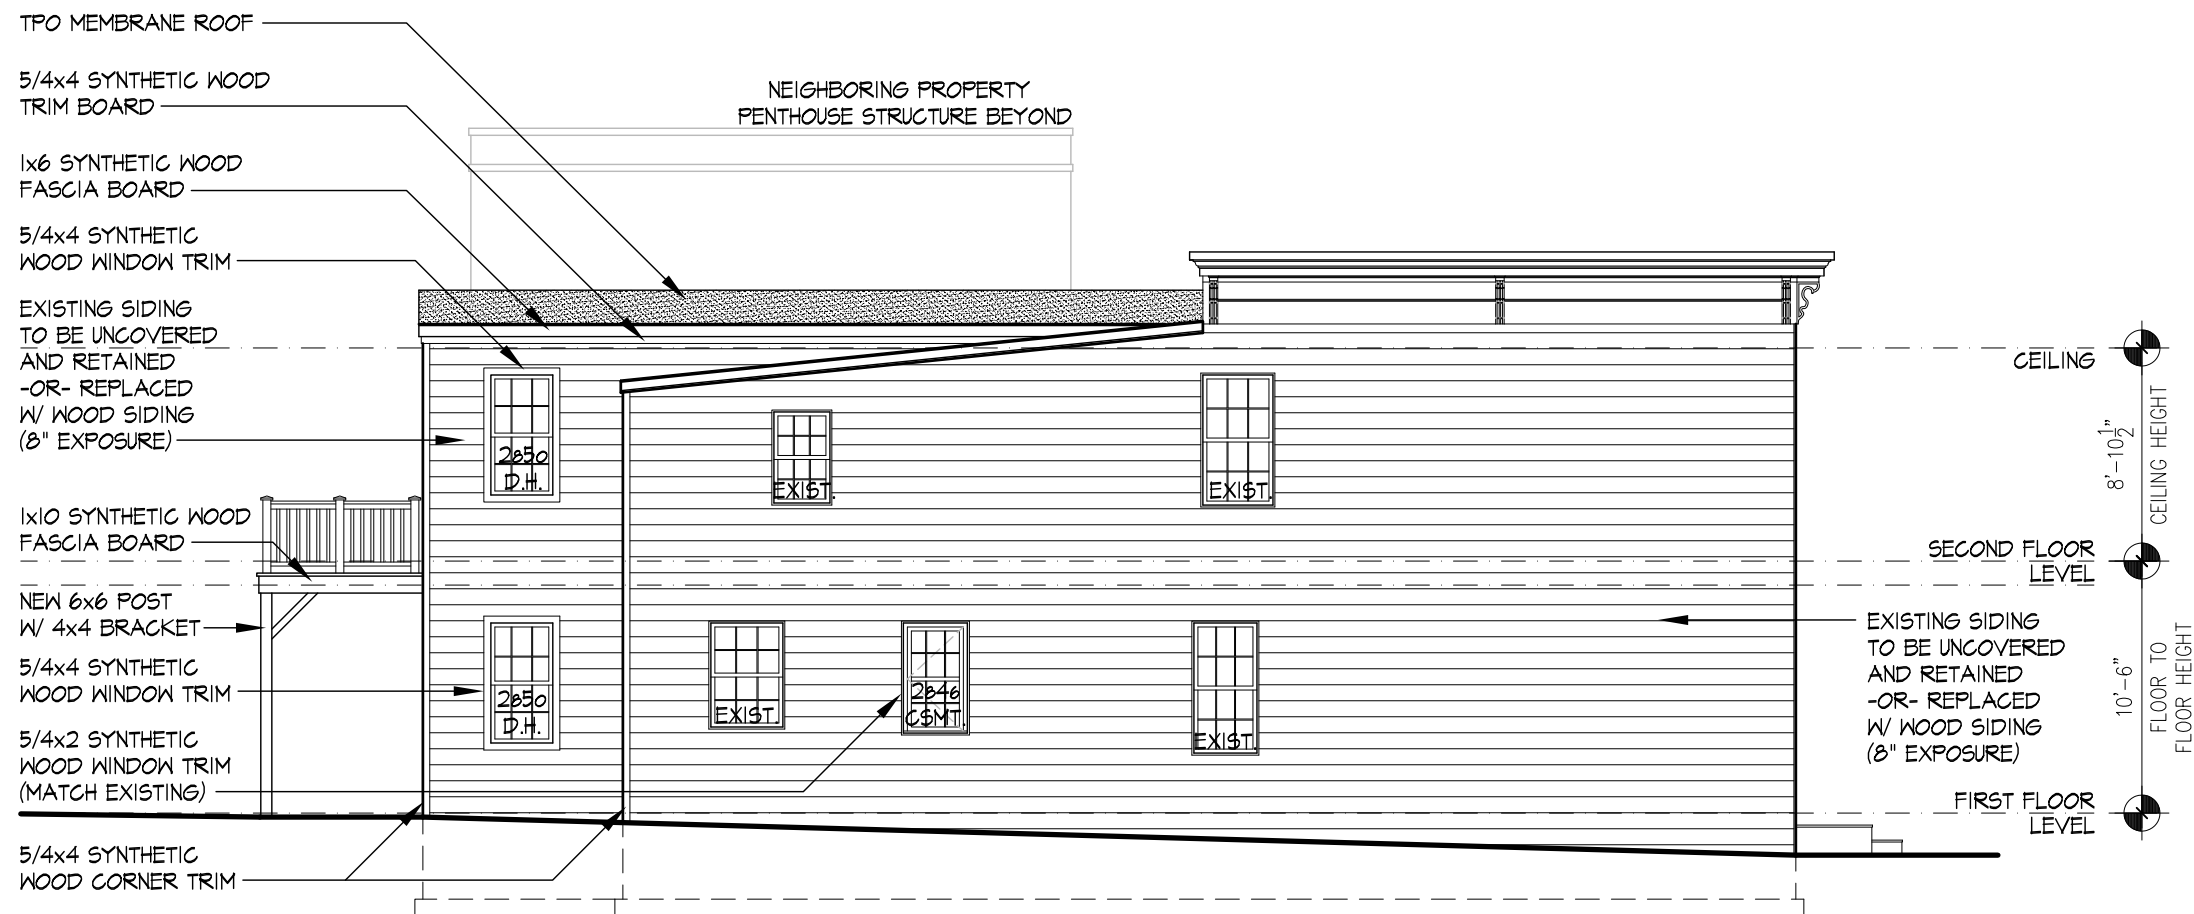 TPO MEMBRANE ROOF
5/4x4 SYNTHETIC WOOD
TRIM BOARD
1x6 SYNTHETIC WOOD
FASCIA BOARD
5/4x4 SYNTHETIC
WOOD WINDOW TRIM
EXISTING SIDING
TO BE UNCOVERED
AND RETAINED
-OR- REPLACED
W/ WOOD SIDING
(8" EXPOSURE)
1x10 SYNTHETIC WOOD
FASCIA BOARD
NEW 6x6 POST
W/ 4x4 BRACKET
5/4x4 SYNTHETIC
WOOD WINDOW TRIM
5/4x2 SYNTHETIC
WOOD WINDOW TRIM
(MATCH EXISTING)
5/4x4 SYNTHETIC
WOOD CORNER TRIM
NEIGHBORING PROPERTY
PENTHOUSE STRUCTURE BEYOND
2850
D.H.
EXIST.
EXIST.
2850
D.H.
EXIST.
2846
CSMT.
EXIST.
CEILING
SECOND FLOOR
LEVEL
EXISTING SIDING
TO BE UNCOVERED
AND RETAINED
-OR- REPLACED
W/ WOOD SIDING
(8" EXPOSURE)
FIRST FLOOR
LEVEL
8'-10 1/2"
CEILING HEIGHT
10'-6"
FLOOR TO
FLOOR HEIGHT